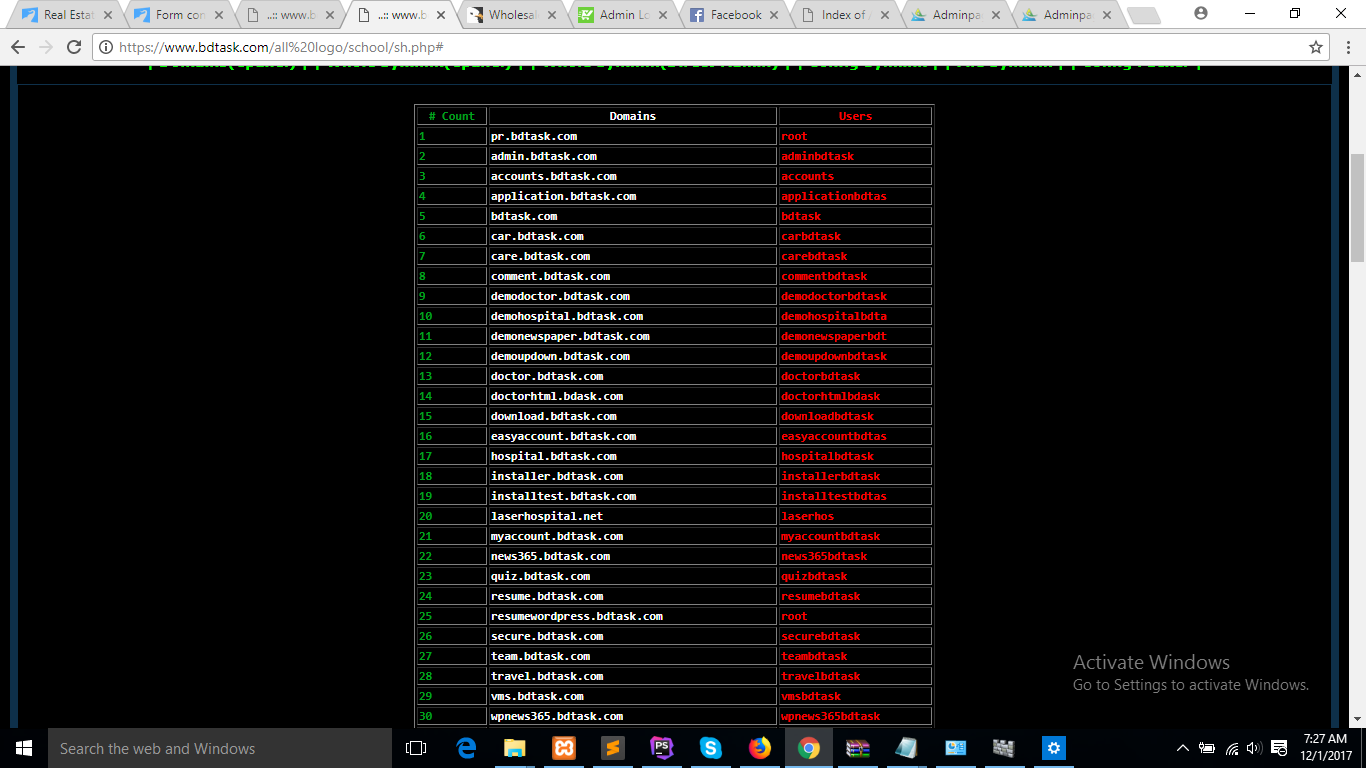 Real Estat
Form con
..:: www.b
..:: www.b
Wholesal
Admin Lo
Facebook
Index of /
Adminpa
Adminpa
https://www.bdtask.com/all%20logo/school/sh.php#
# Count Domains Users
1 pr.bdtask.com root
2 admin.bdtask.com adminbdtask
3 accounts.bdtask.com accounts
4 application.bdtask.com applicationbdtas
5 bdtask.com bdtask
6 car.bdtask.com carbdtask
7 care.bdtask.com carebdtask
8 comment.bdtask.com commentbdtask
9 demodoctor.bdtask.com demodoctorbdtask
10 demohospital.bdtask.com demohospitalbdta
11 demonewspaper.bdtask.com demonewspaperbdt
12 demoupdown.bdtask.com demoupdownbdtask
13 doctor.bdtask.com doctorbdtask
14 doctorhtml.bdask.com doctorhtmlbdask
15 download.bdtask.com downloadbdtask
16 easyaccount.bdtask.com easyaccountbdtas
17 hospital.bdtask.com hospitalbdtask
18 installer.bdtask.com installerbdtask
19 installtest.bdtask.com installtestbdtas
20 laserhospital.net laserhos
21 myaccount.bdtask.com myaccountbdtask
22 news365.bdtask.com news365bdtask
23 quiz.bdtask.com quizbdtask
24 resume.bdtask.com resumebdtask
25 resumewordpress.bdtask.com root
26 secure.bdtask.com securebdtask
27 team.bdtask.com teambdtask
28 travel.bdtask.com travelbdtask
29 vms.bdtask.com vmsbdtask
30 wpnews365.bdtask.com wpnews365bdtask
Activate Windows
Go to Settings to activate Windows.
Search the web and Windows
PS
7:27 AM
12/1/2017